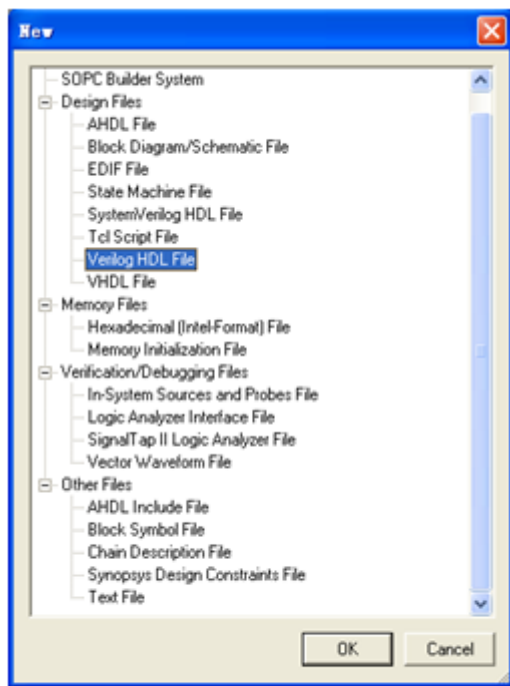 New
SOPC Builder System
Design Files
AHDL File
Block Diagram/Schematic File
EDIF File
State Machine File
SystemVerilog HDL File
Tcl Script File
Verilog HDL File
VHDL File
Memory Files
Hexadecimal (Intel-Format) File
Memory Initialization File
Verification/Debugging Files
In-System Sources and Probes File
Logic Analyzer Interface File
SignalTap II Logic Analyzer File
Vector Waveform File
Other Files
AHDL Include File
Block Symbol File
Chain Description File
Synopsys Design Constraints File
Text File
OK Cancel